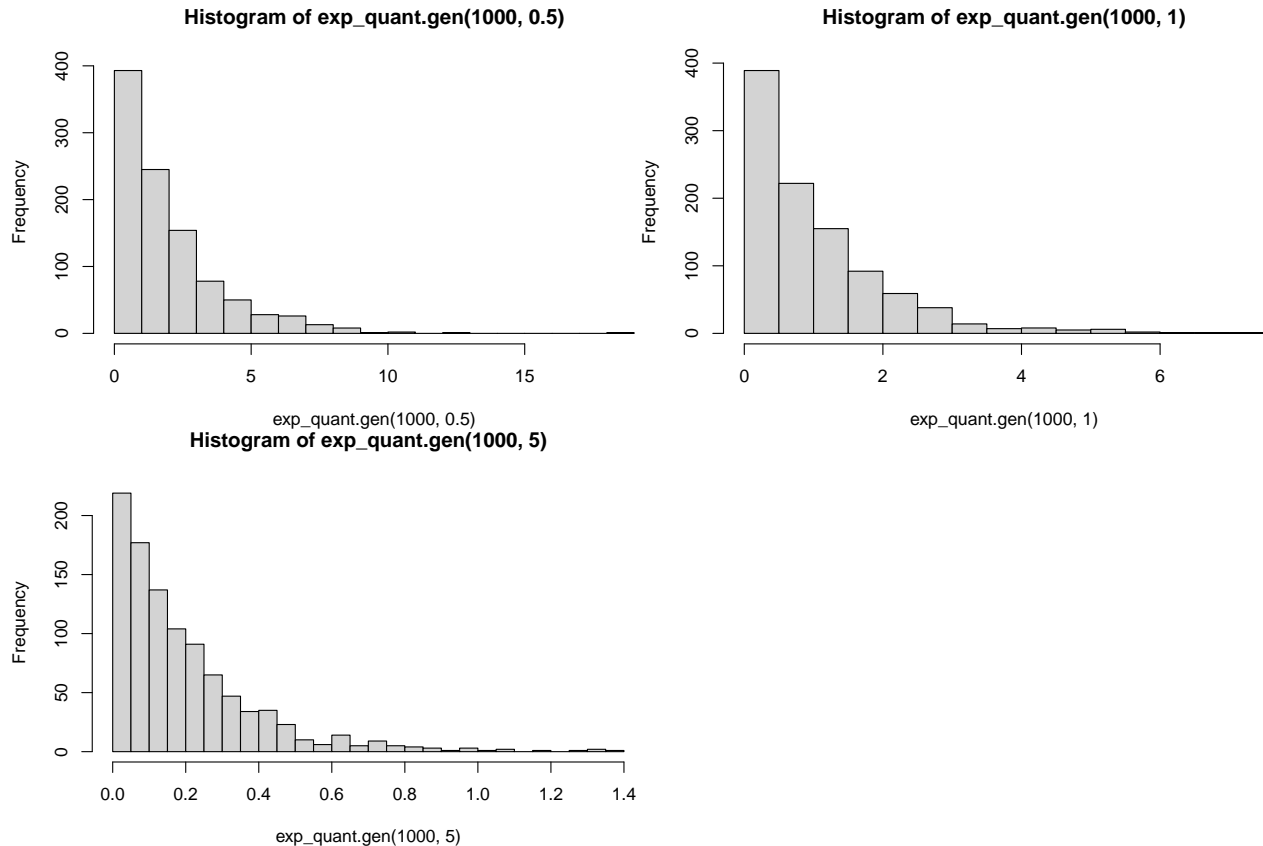 Histogram of exp_quant.gen(1000, 0.5)
Frequency
400
300
200
100
0
0 5 10 15
exp_quant.gen(1000, 0.5)
Histogram of exp_quant.gen(1000, 1)
Frequency
400
300
200
100
0
0 2 4 6
exp_quant.gen(1000, 1)
Histogram of exp_quant.gen(1000, 5)
Frequency
200
150
100
50
0
0.0 0.2 0.4 0.6 0.8 1.0 1.2 1.4
exp_quant.gen(1000, 5)